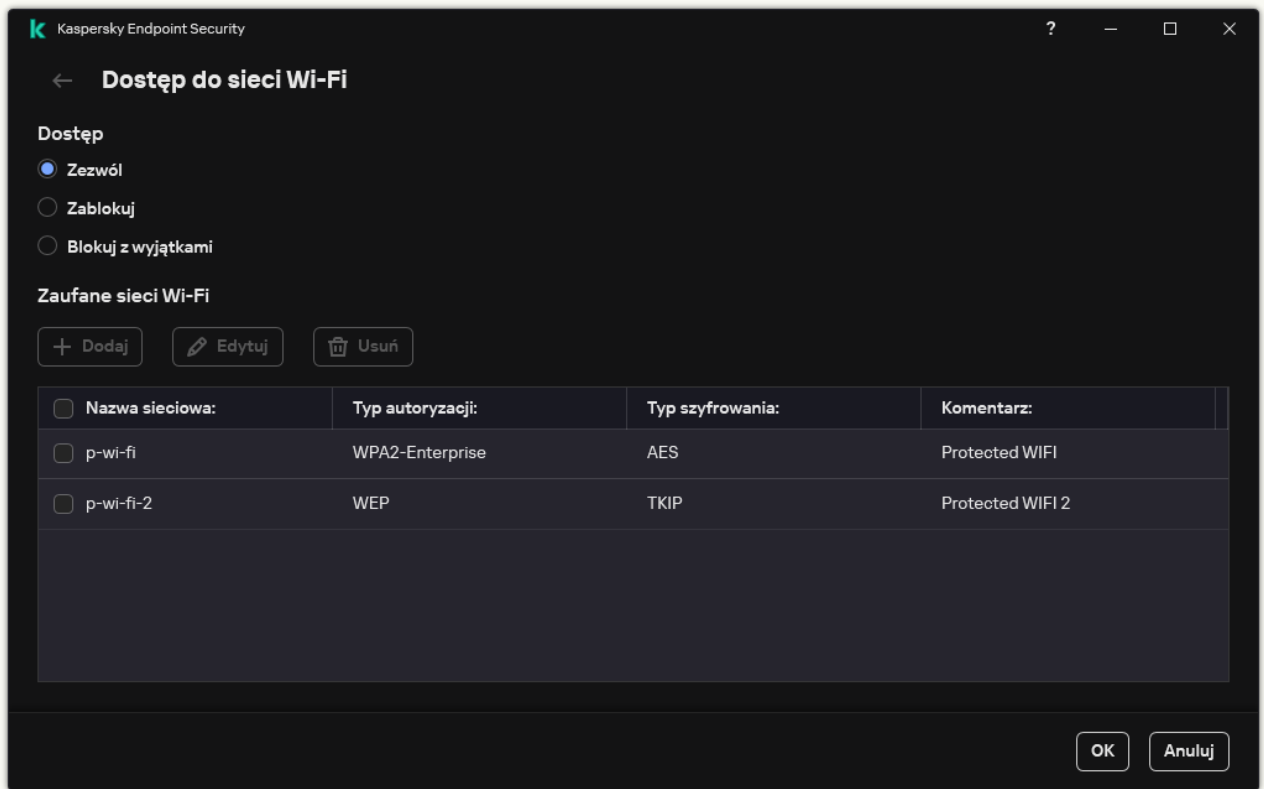 Kaspersky Endpoint Security ?
Dostęp do sieci Wi-Fi
Dostęp
Zezwól
Zablokuj
Blokuj z wyjątkami
Zaufane sieci Wi-Fi
Dodaj Edytuj Usuń
Nazwa sieciowa: Typ autoryzacji: Typ szyfrowania: Komentarz:
p-wi-fi WPA2-Enterprise AES Protected WIFI
p-wi-fi-2 WEP TKIP Protected WIFI 2
OK Anuluj